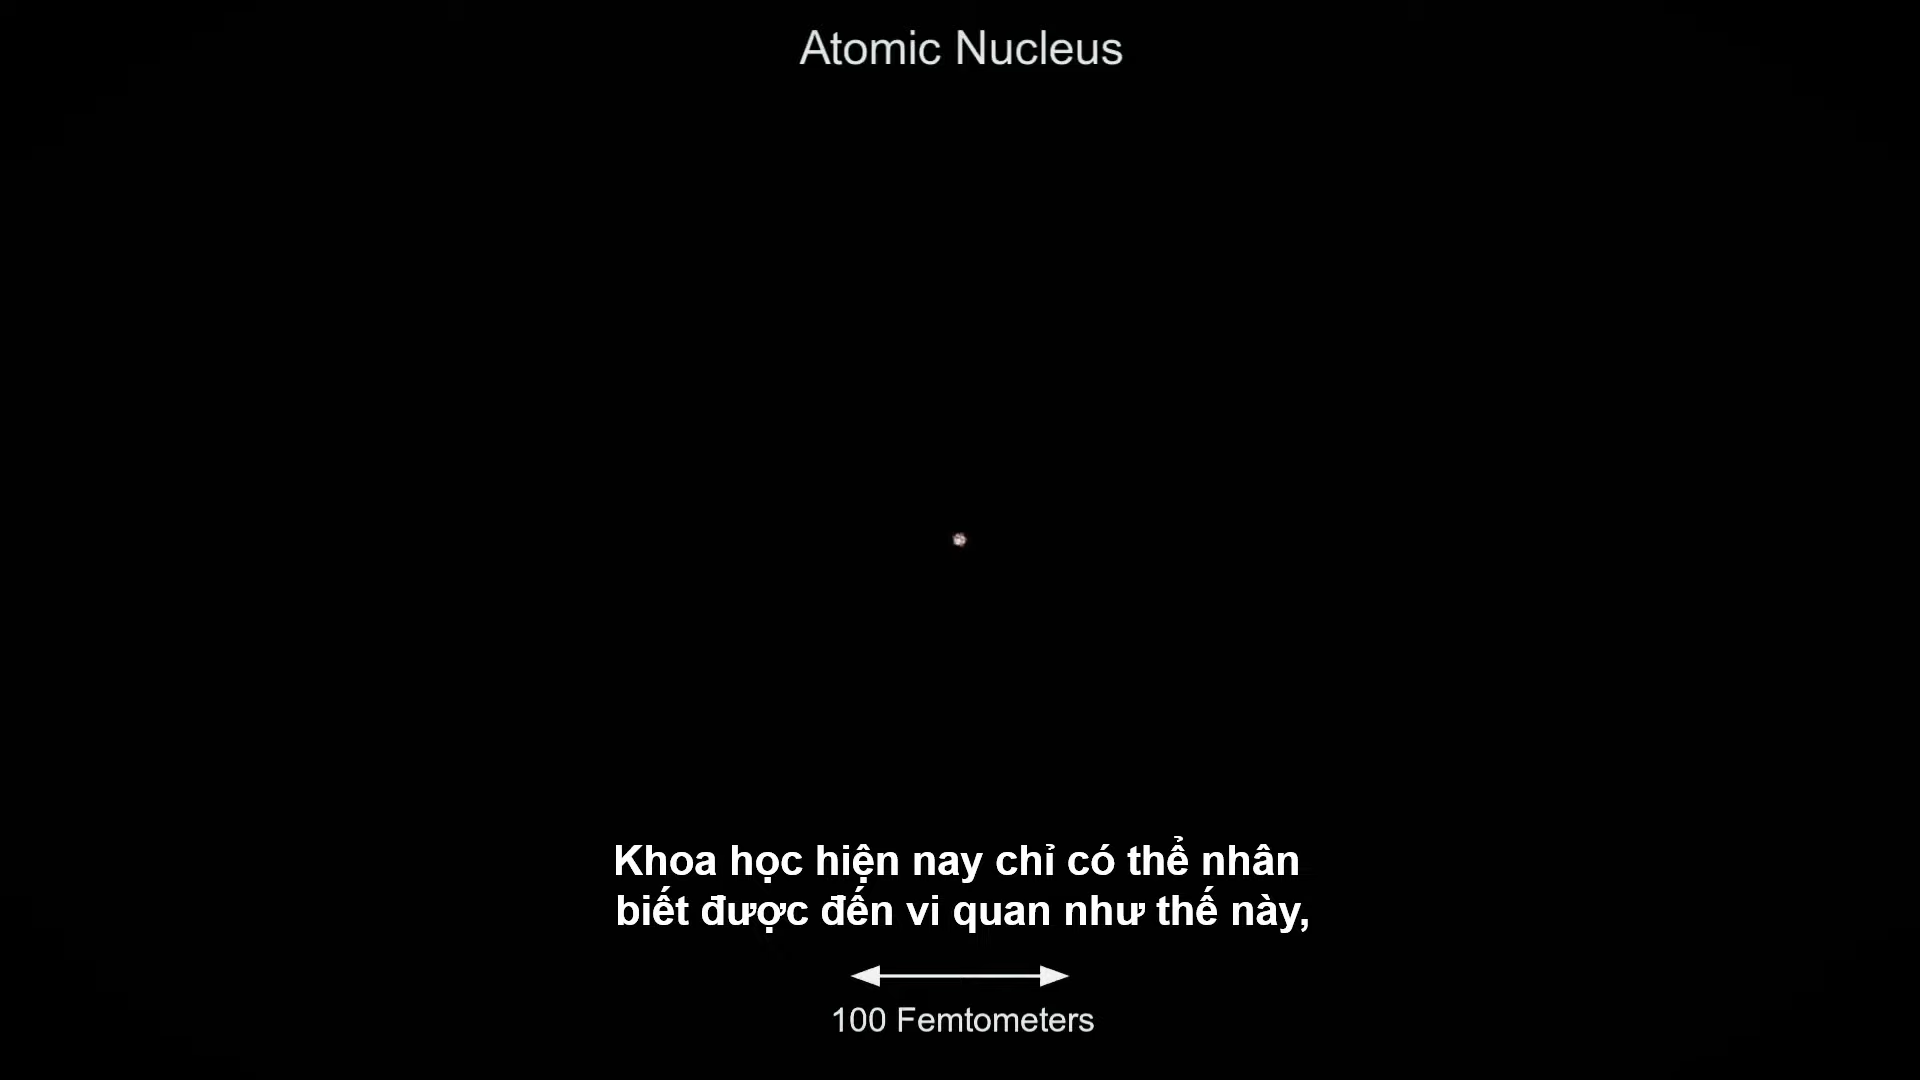 Atomic Nucleus
Khoa học hiện nay chỉ có thể nhân
biết được đến vi quan như thế này,
100 Femtometers